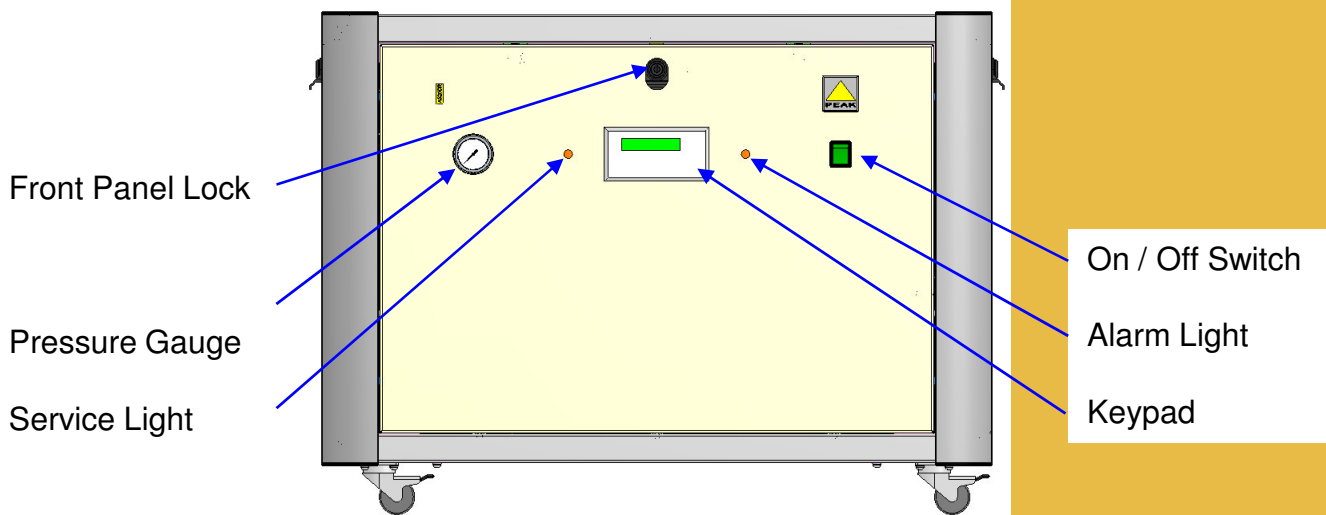 PEAK
Front Panel Lock
Pressure Gauge
Service Light
On / Off Switch
Alarm Light
Keypad